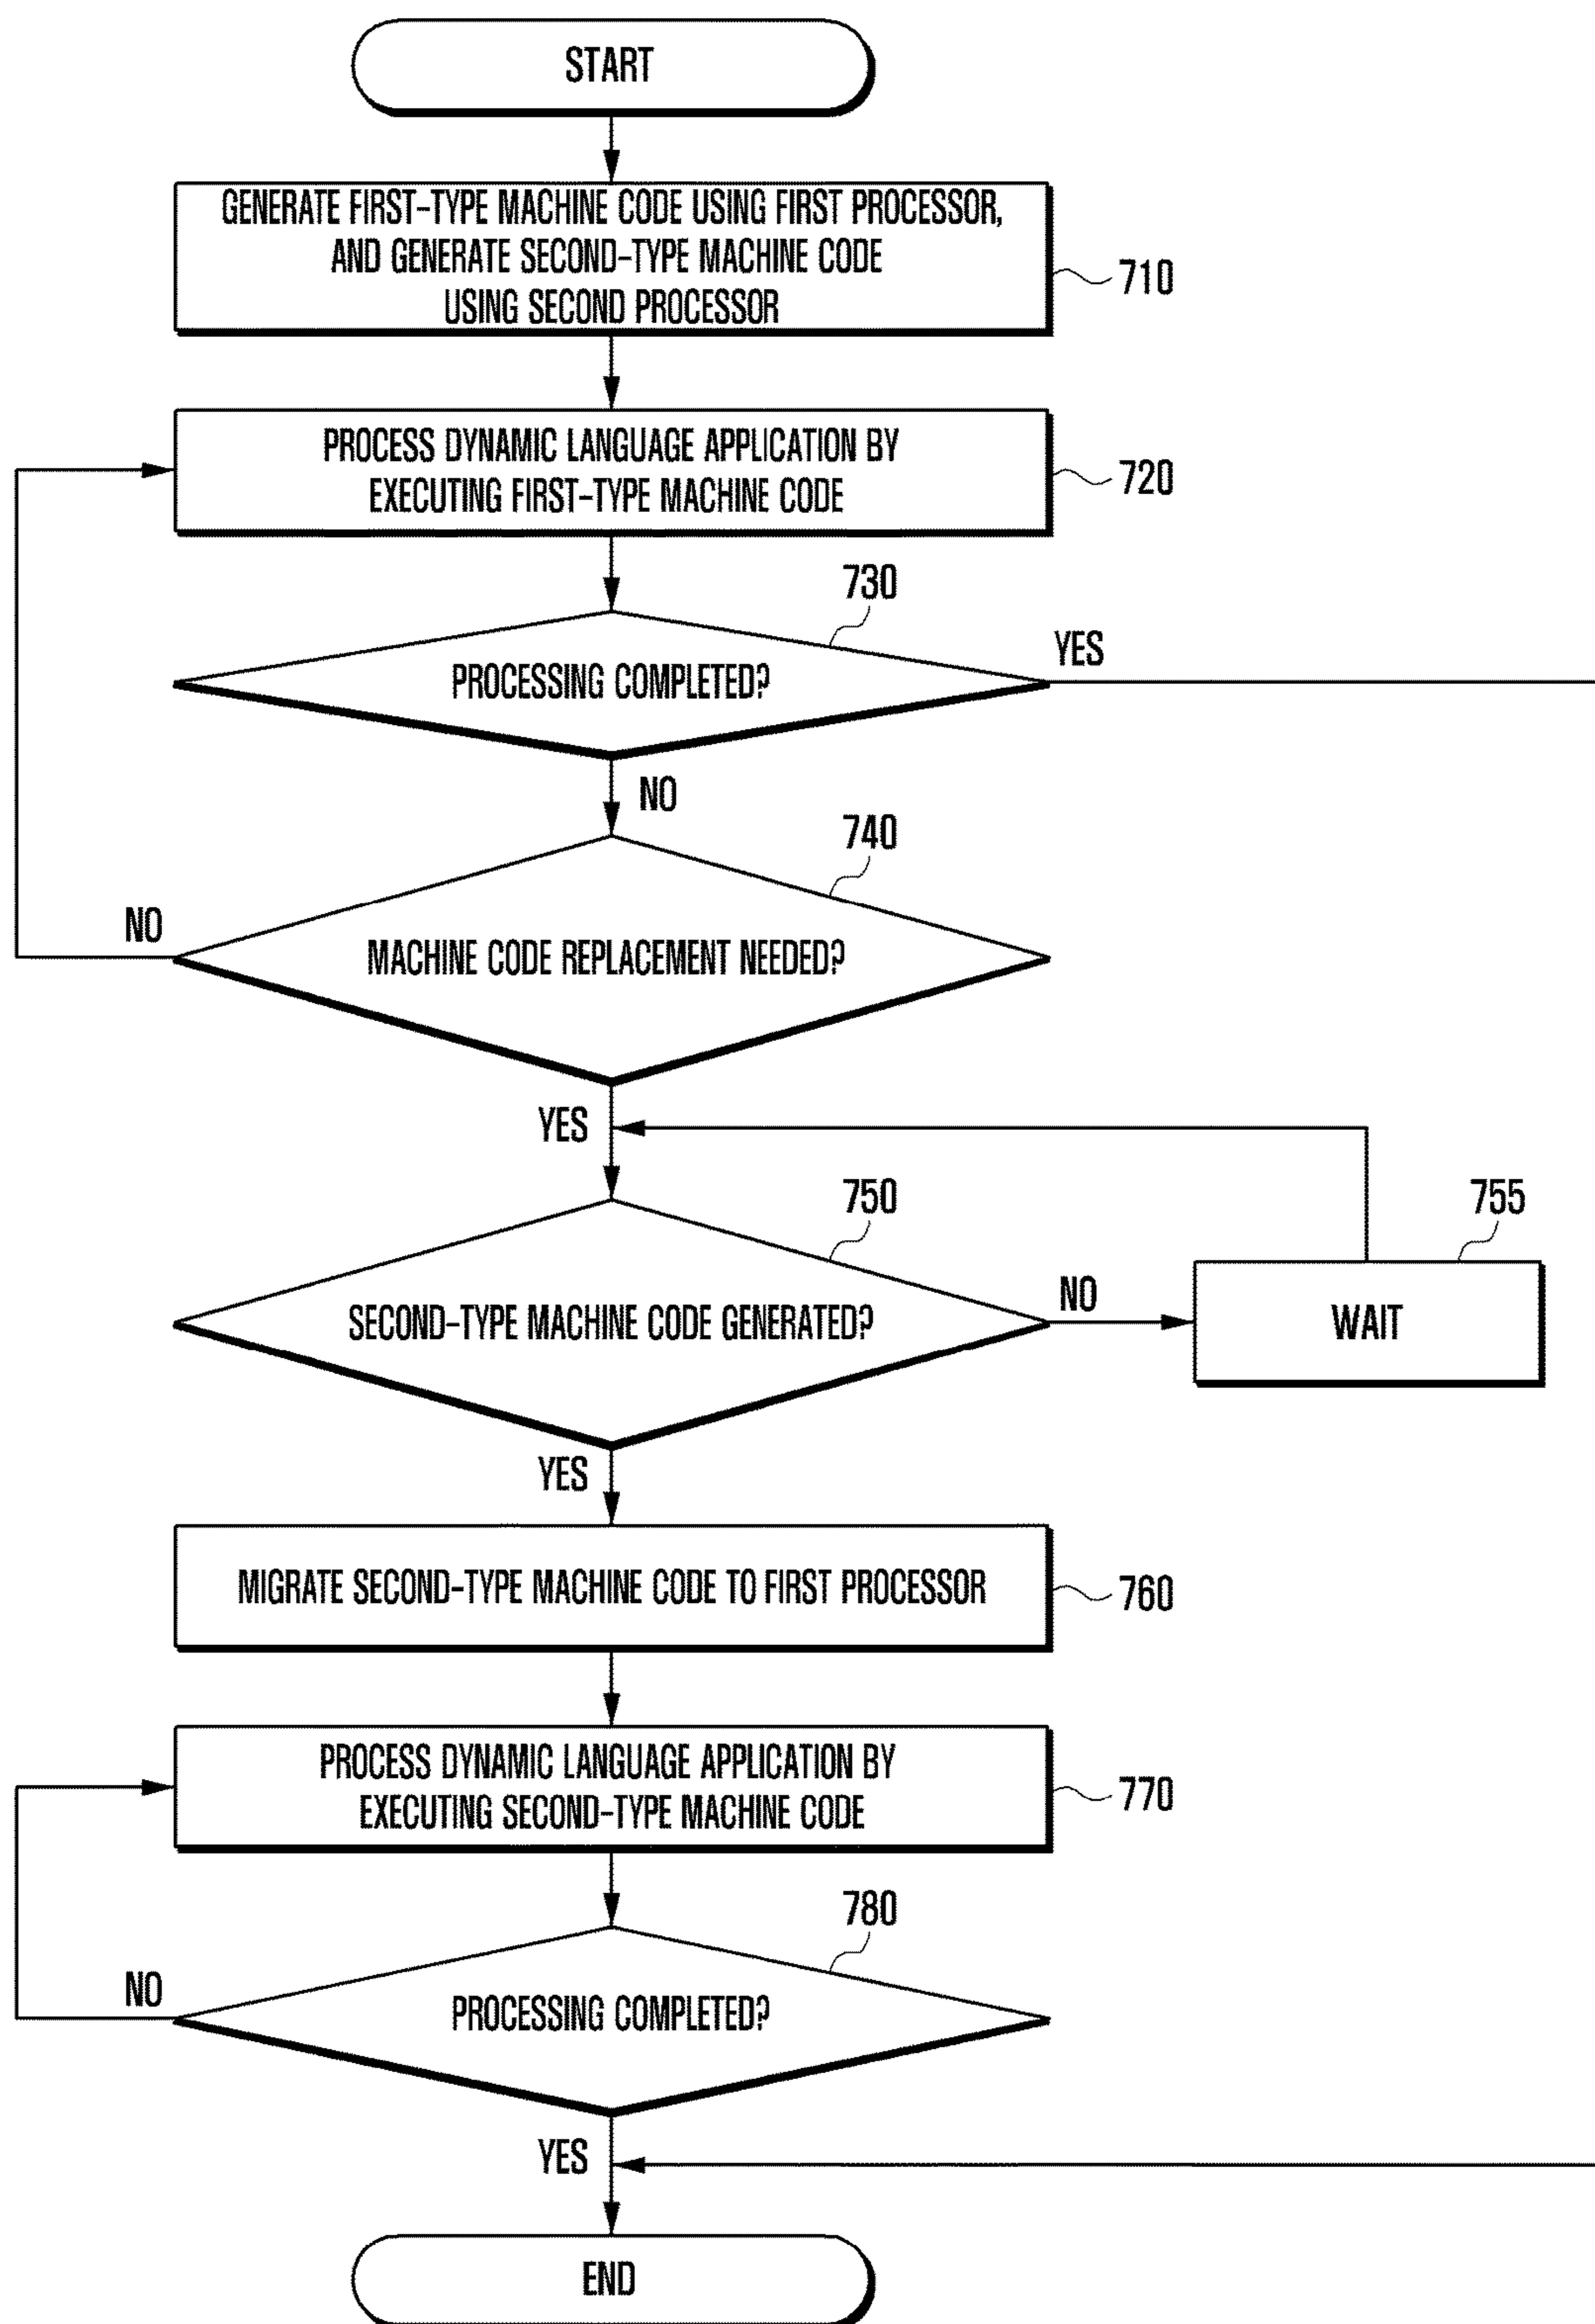 START
GENERATE FIRST-TYPE MACHINE CODE USING FIRST PROCESSOR,
AND GENERATE SECOND-TYPE MACHINE CODE
USING SECOND PROCESSOR
710
PROCESS DYNAMIC LANGUAGE APPLICATION BY
EXECUTING FIRST-TYPE MACHINE CODE
720
730
PROCESSING COMPLETED?
YES
NO
740
MACHINE CODE REPLACEMENT NEEDED?
NO
YES
750
SECOND-TYPE MACHINE CODE GENERATED?
NO
755
WAIT
YES
MIGRATE SECOND-TYPE MACHINE CODE TO FIRST PROCESSOR
760
PROCESS DYNAMIC LANGUAGE APPLICATION BY
EXECUTING SECOND-TYPE MACHINE CODE
770
780
PROCESSING COMPLETED?
NO
YES
END